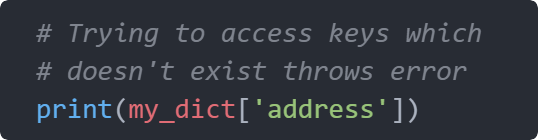 # Trying to access keys which
# doesn't exist throws error
print(my_dict['address'])